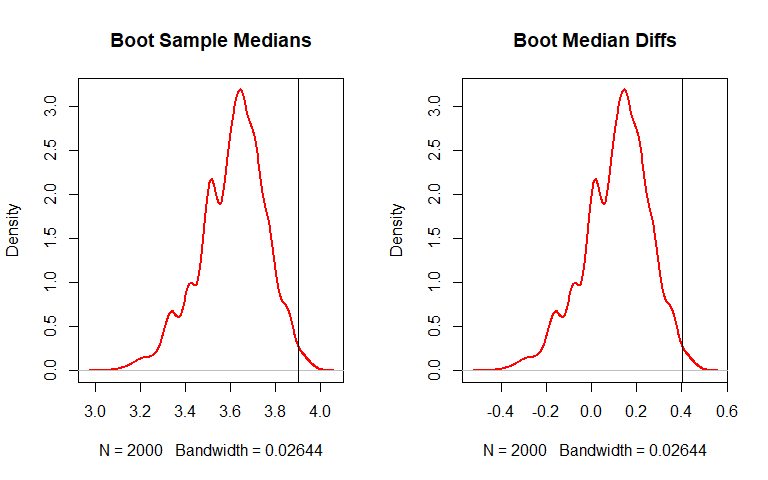 Boot Sample Medians
Density
0.0 0.5 1.0 1.5 2.0 2.5 3.0
3.0 3.2 3.4 3.6 3.8 4.0
N = 2000 Bandwidth = 0.02644
Boot Median Diffs
Density
0.0 0.5 1.0 1.5 2.0 2.5 3.0
-0.4 -0.2 0.0 0.2 0.4 0.6
N = 2000 Bandwidth = 0.02644